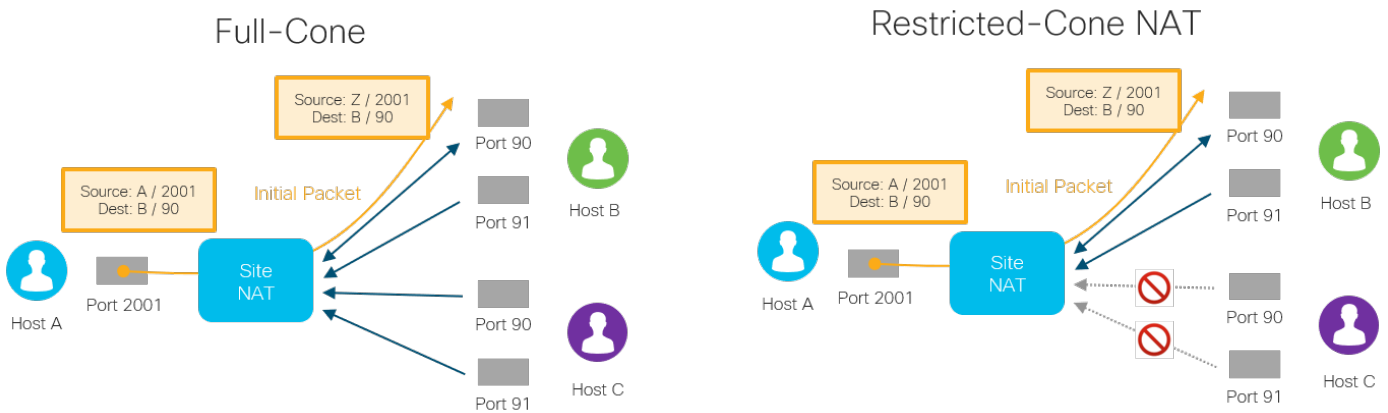 Full-Cone
Source: Z / 2001
Dest: B / 90
Port 90
Source: A / 2001
Dest: B / 90
Initial Packet
Port 91
Host B
Site
NAT
Port 2001
Host A
Port 90
Host C
Port 91
Restricted-Cone NAT
Source: Z / 2001
Dest: B / 90
Port 90
Source: A / 2001
Dest: B / 90
Initial Packet
Port 91
Host B
Site
NAT
Port 2001
Host A
Port 90
Host C
Port 91